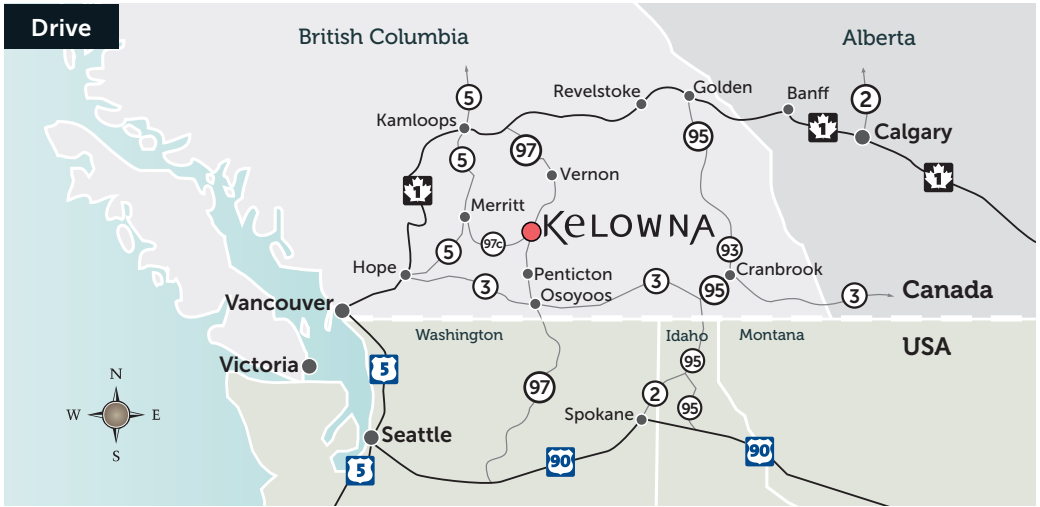 Drive
British Columbia
Alberta
Revelstoke
Golden
Banff
5
2
Kamloops
1
Calgary
95
97
5
Vernon
1
1
Merritt
KeLOWNA
97c
5
93
Hope
Penticton
Cranbrook
3
3
95
3
Canada
Osoyoos
Vancouver
Washington
Idaho
Montana
USA
Victoria
5
95
N
W
E
S
97
2
95
Spokane
Seattle
90
90
5